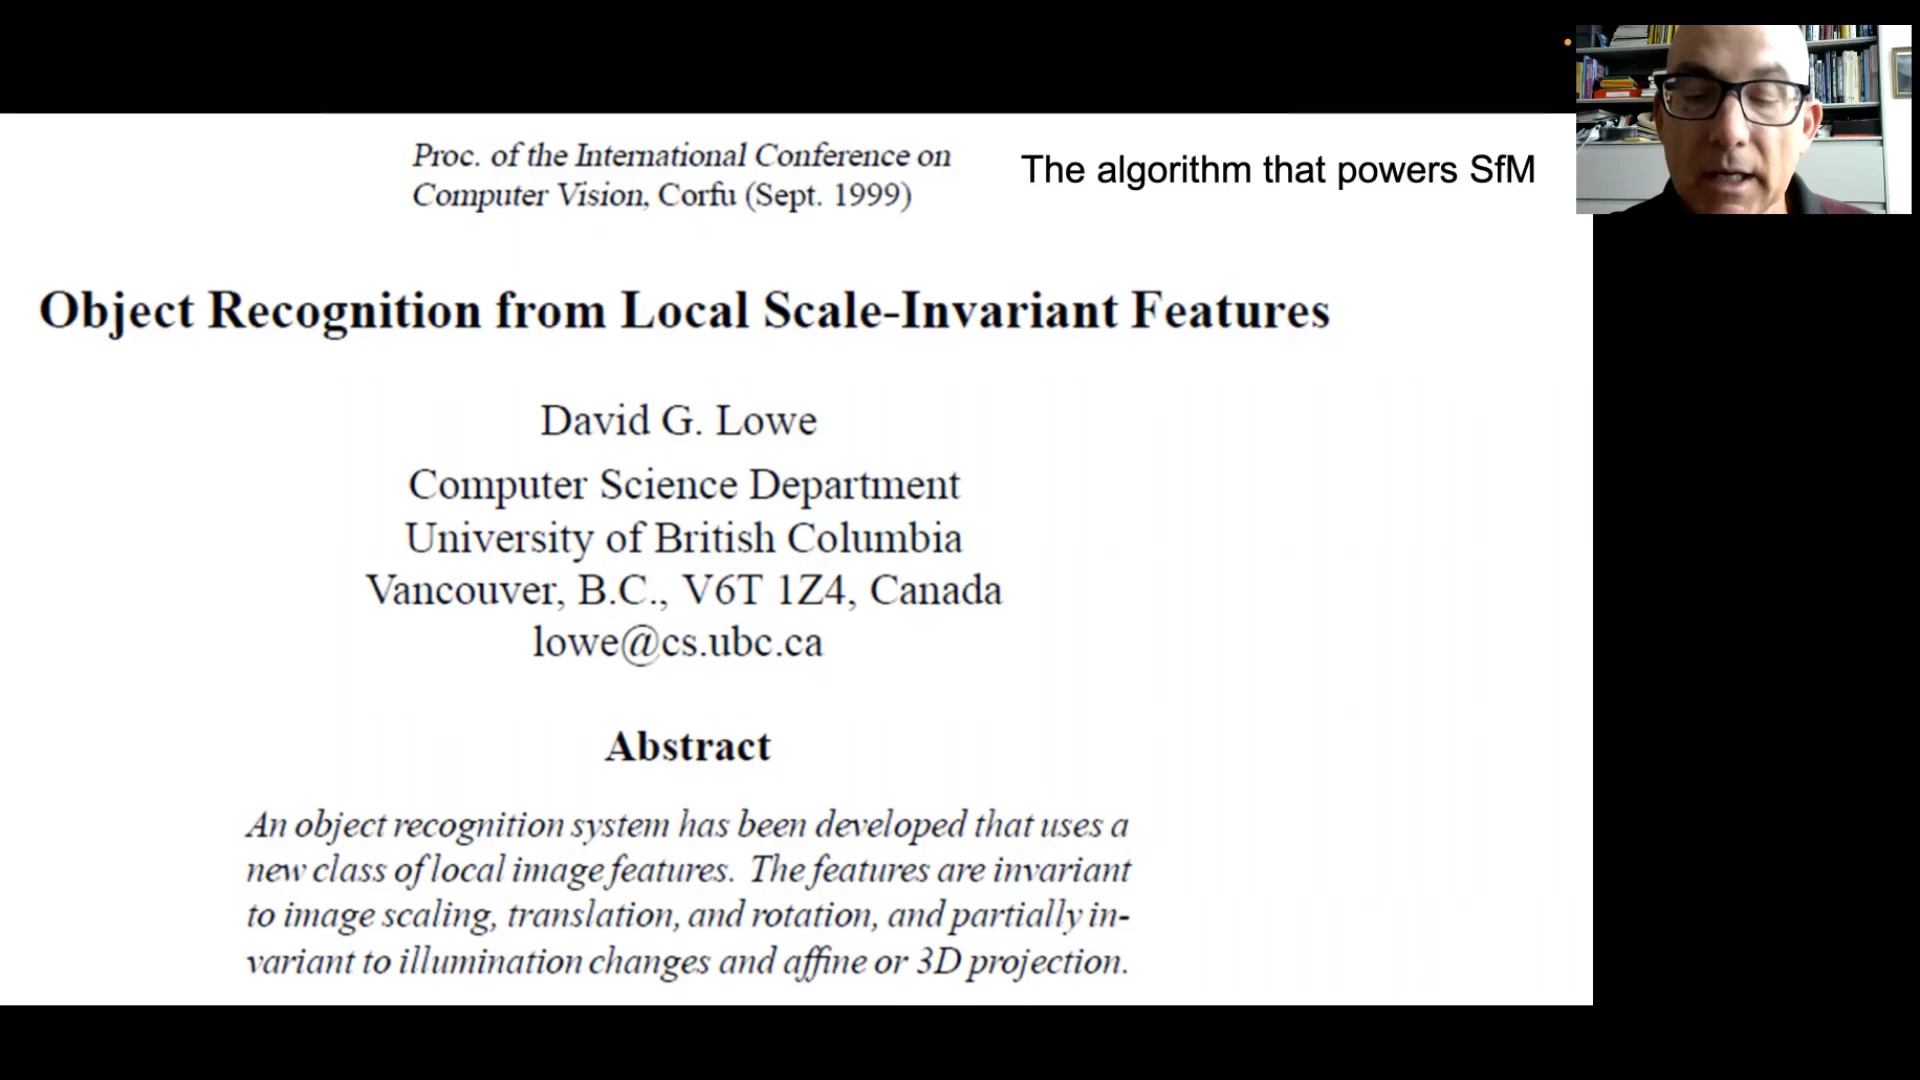 Proc. of the International Conference on
Computer Vision, Corfu (Sept. 1999)
The algorithm that powers SfM
Object Recognition from Local Scale-Invariant Features
David G. Lowe
Computer Science Department
University of British Columbia
Vancouver, B.C., V6T 1Z4, Canada
lowe@cs.ubc.ca
Abstract
An object recognition system has been developed that uses a
new class of local image features. The features are invariant
to image scaling, translation, and rotation, and partially in-
variant to illumination changes and affine or 3D projection.